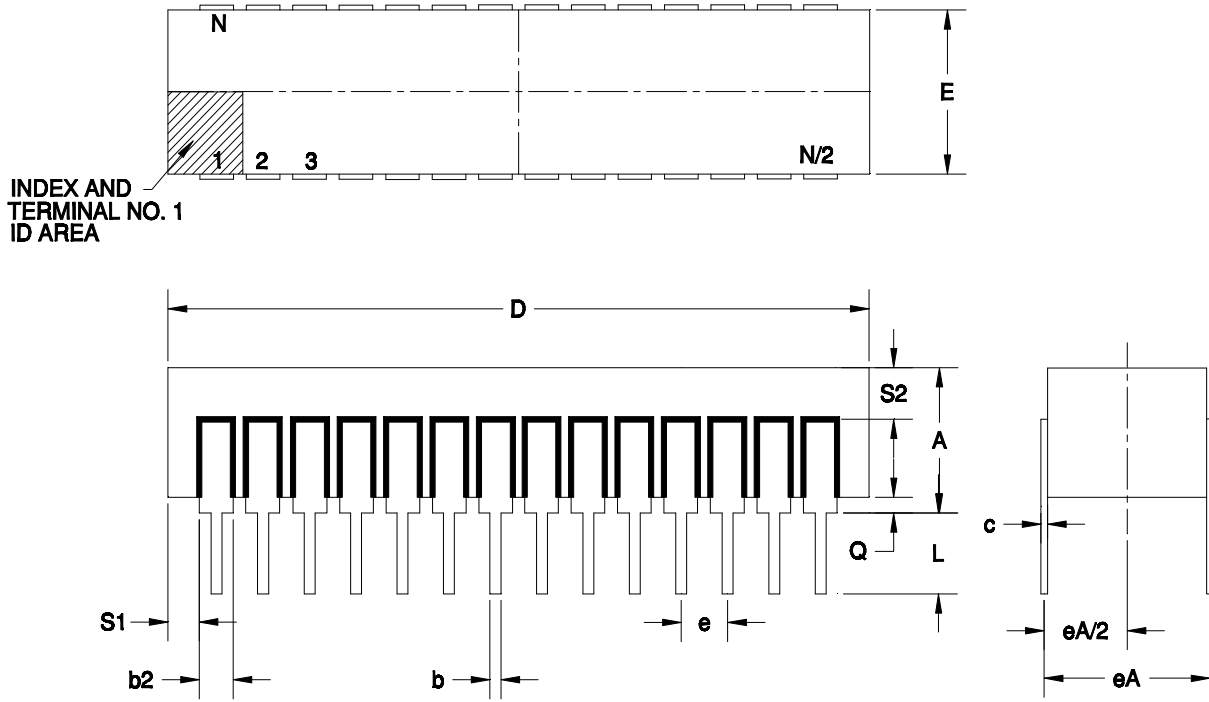 N
E
1 2 3 N/2
INDEX AND
TERMINAL NO. 1
ID AREA
D
S2
A
Q
L
c
S1
e
eA/2
b2
b
eA